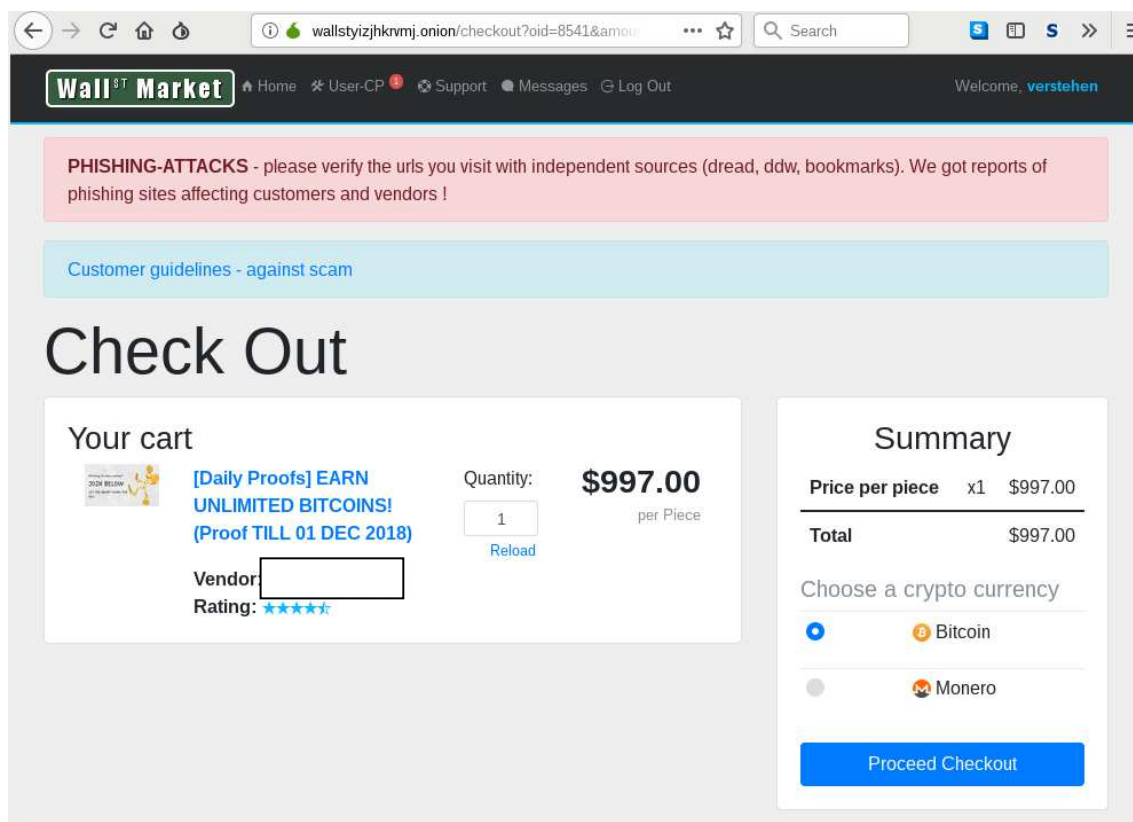 wallstyizjhkrvmj.onion/checkout?oid=8541&amou
Search
Wall ST Market Home User-CP 1 Support Messages Log Out Welcome, verstehen
PHISHING-ATTACKS - please verify the urls you visit with independent sources (dread, ddw, bookmarks). We got reports of
phishing sites affecting customers and vendors !
Customer guidelines - against scam
Check Out
Your cart
[Daily Proofs] EARN
UNLIMITED BITCOINS!
(Proof TILL 01 DEC 2018)
Vendor:
Rating:
Quantity:
1
Reload
$997.00
per Piece
Summary
Price per piece x1 $997.00
Total $997.00
Choose a crypto currency
Bitcoin
Monero
Proceed Checkout